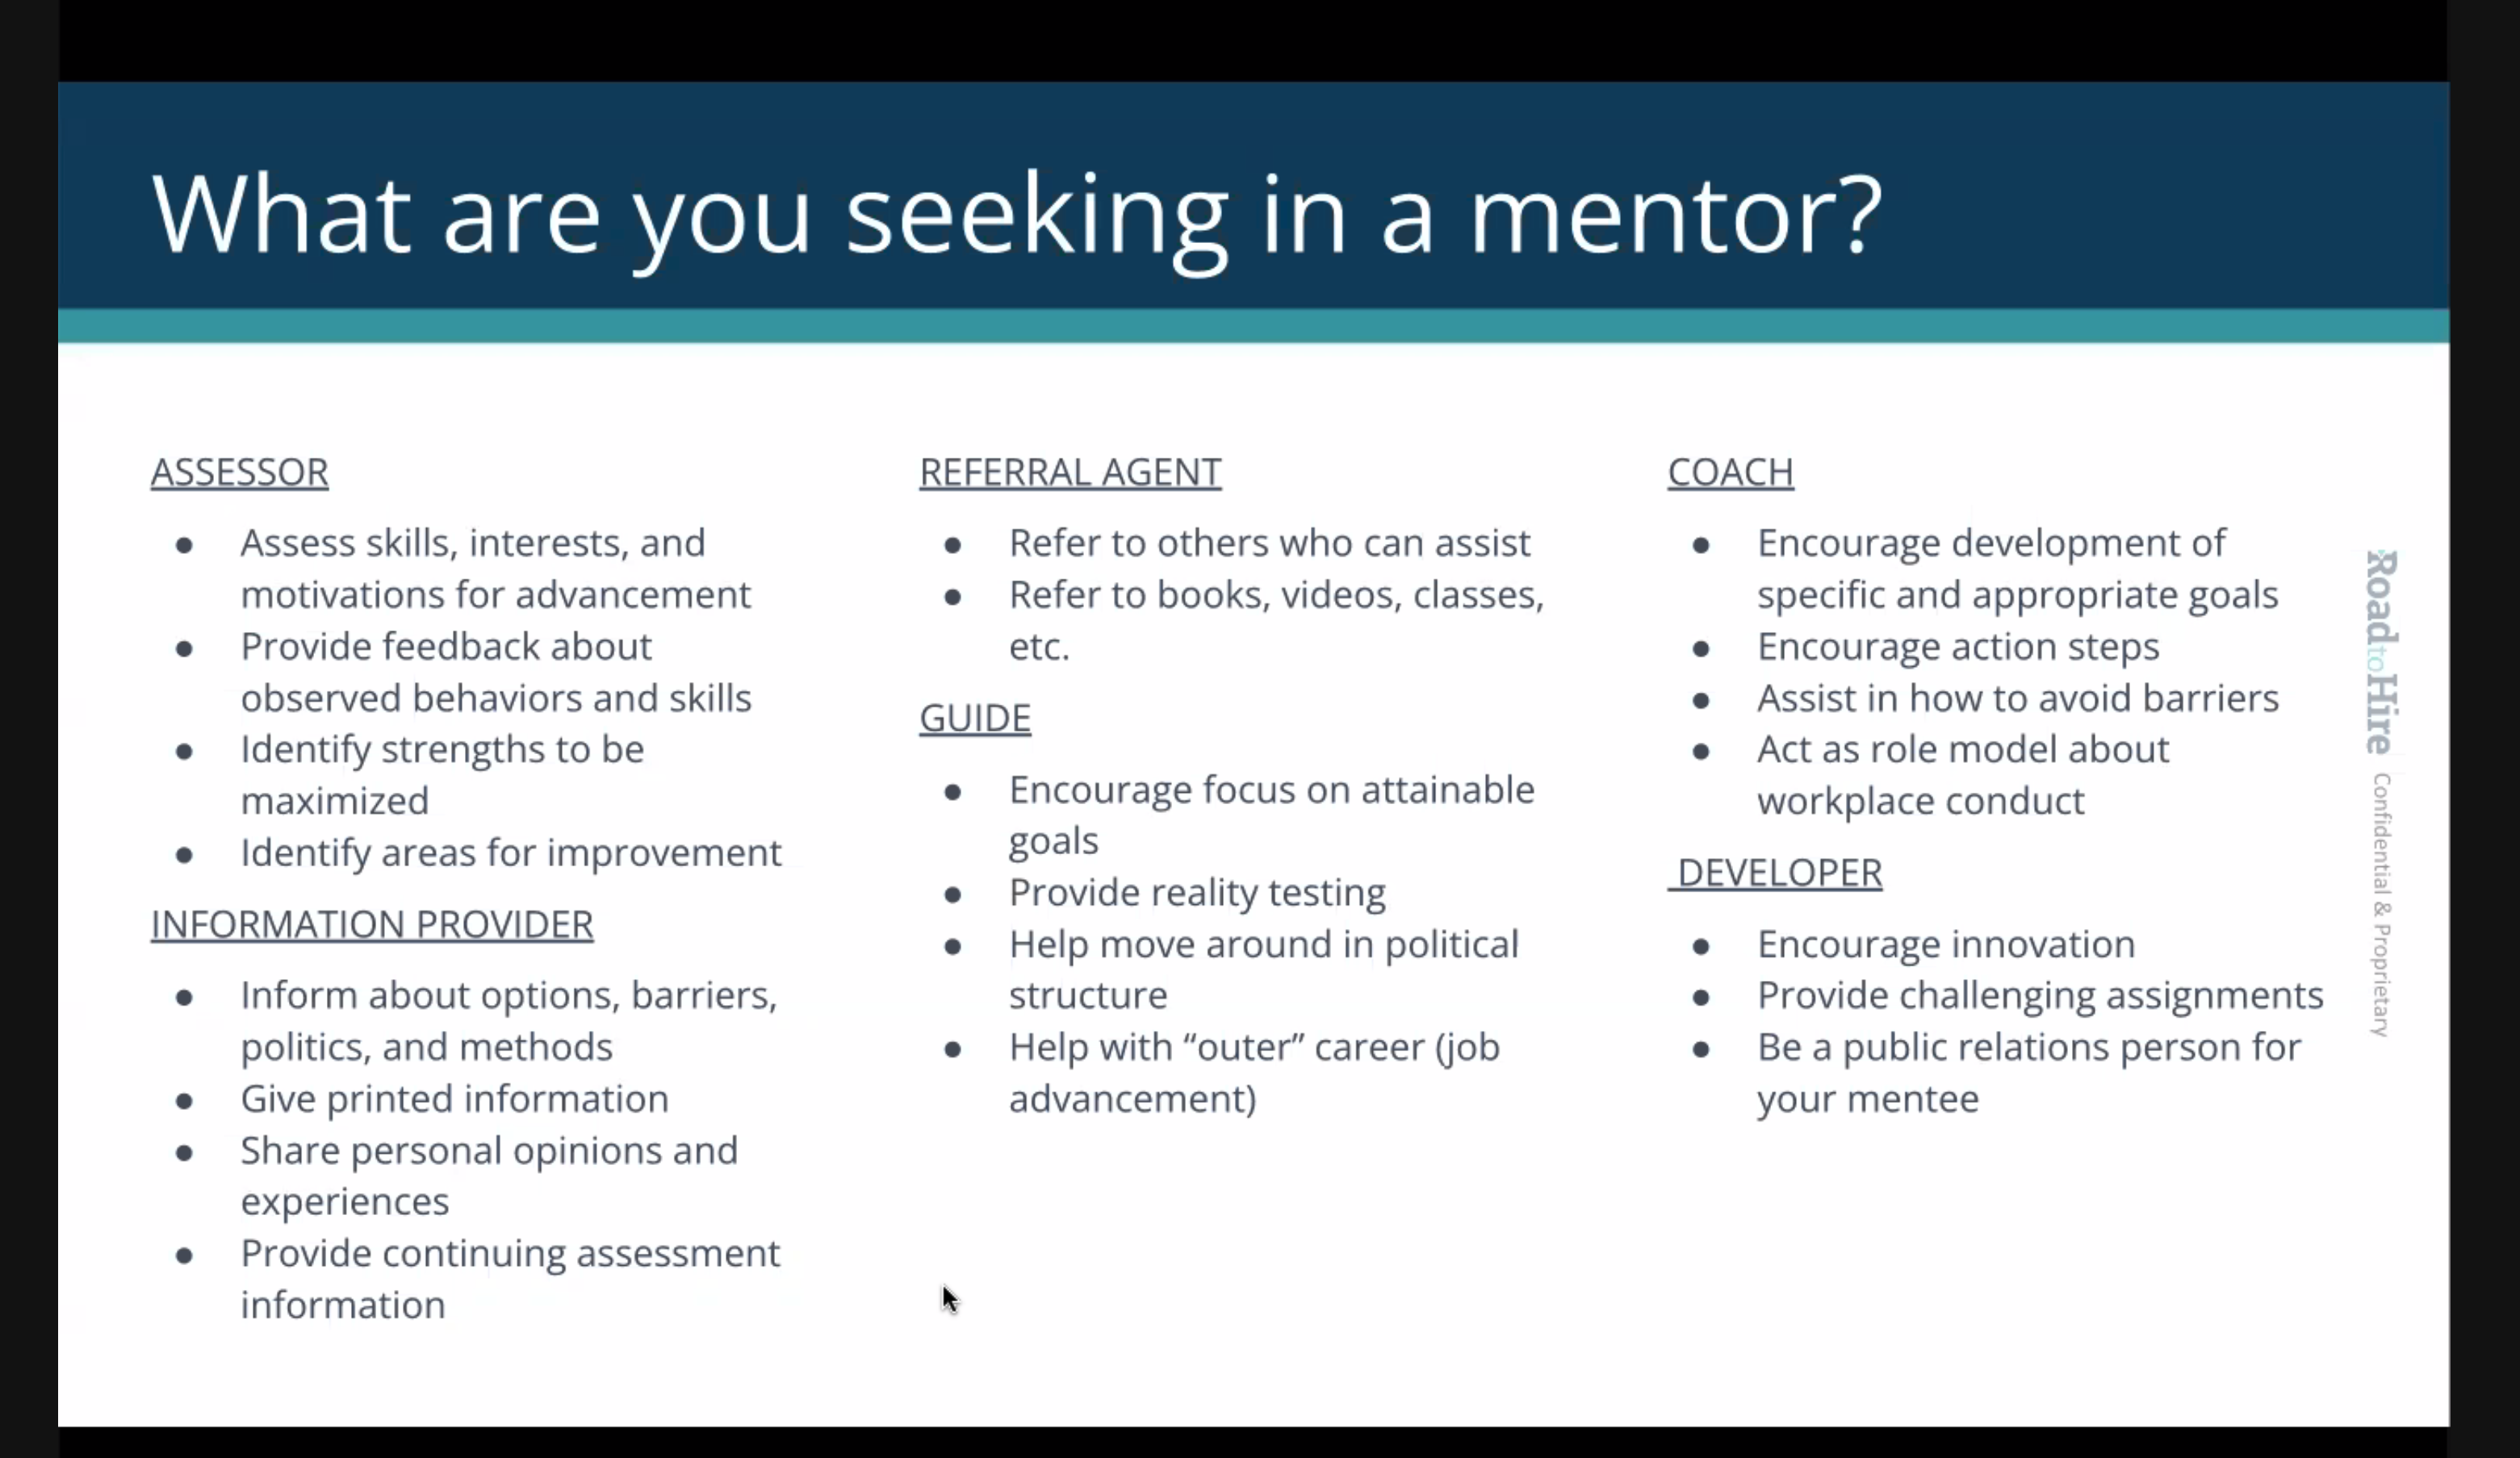 What are you seeking in a mentor?
ASSESSOR
● Assess skills, interests, and
motivations for advancement
● Provide feedback about
observed behaviors and skills
● Identify strengths to be
maximized
● Identify areas for improvement
INFORMATION PROVIDER
● Inform about options, barriers,
politics, and methods
● Give printed information
● Share personal opinions and
experiences
● Provide continuing assessment
information
REFERRAL AGENT
● Refer to others who can assist
● Refer to books, videos, classes,
etc.
GUIDE
● Encourage focus on attainable
goals
● Provide reality testing
● Help move around in political
structure
● Help with “outer” career (job
advancement)
COACH
● Encourage development of
specific and appropriate goals
● Encourage action steps
● Assist in how to avoid barriers
● Act as role model about
workplace conduct
DEVELOPER
● Encourage innovation
● Provide challenging assignments
● Be a public relations person for
your mentee
RoadtoHire Confidential & Proprietary